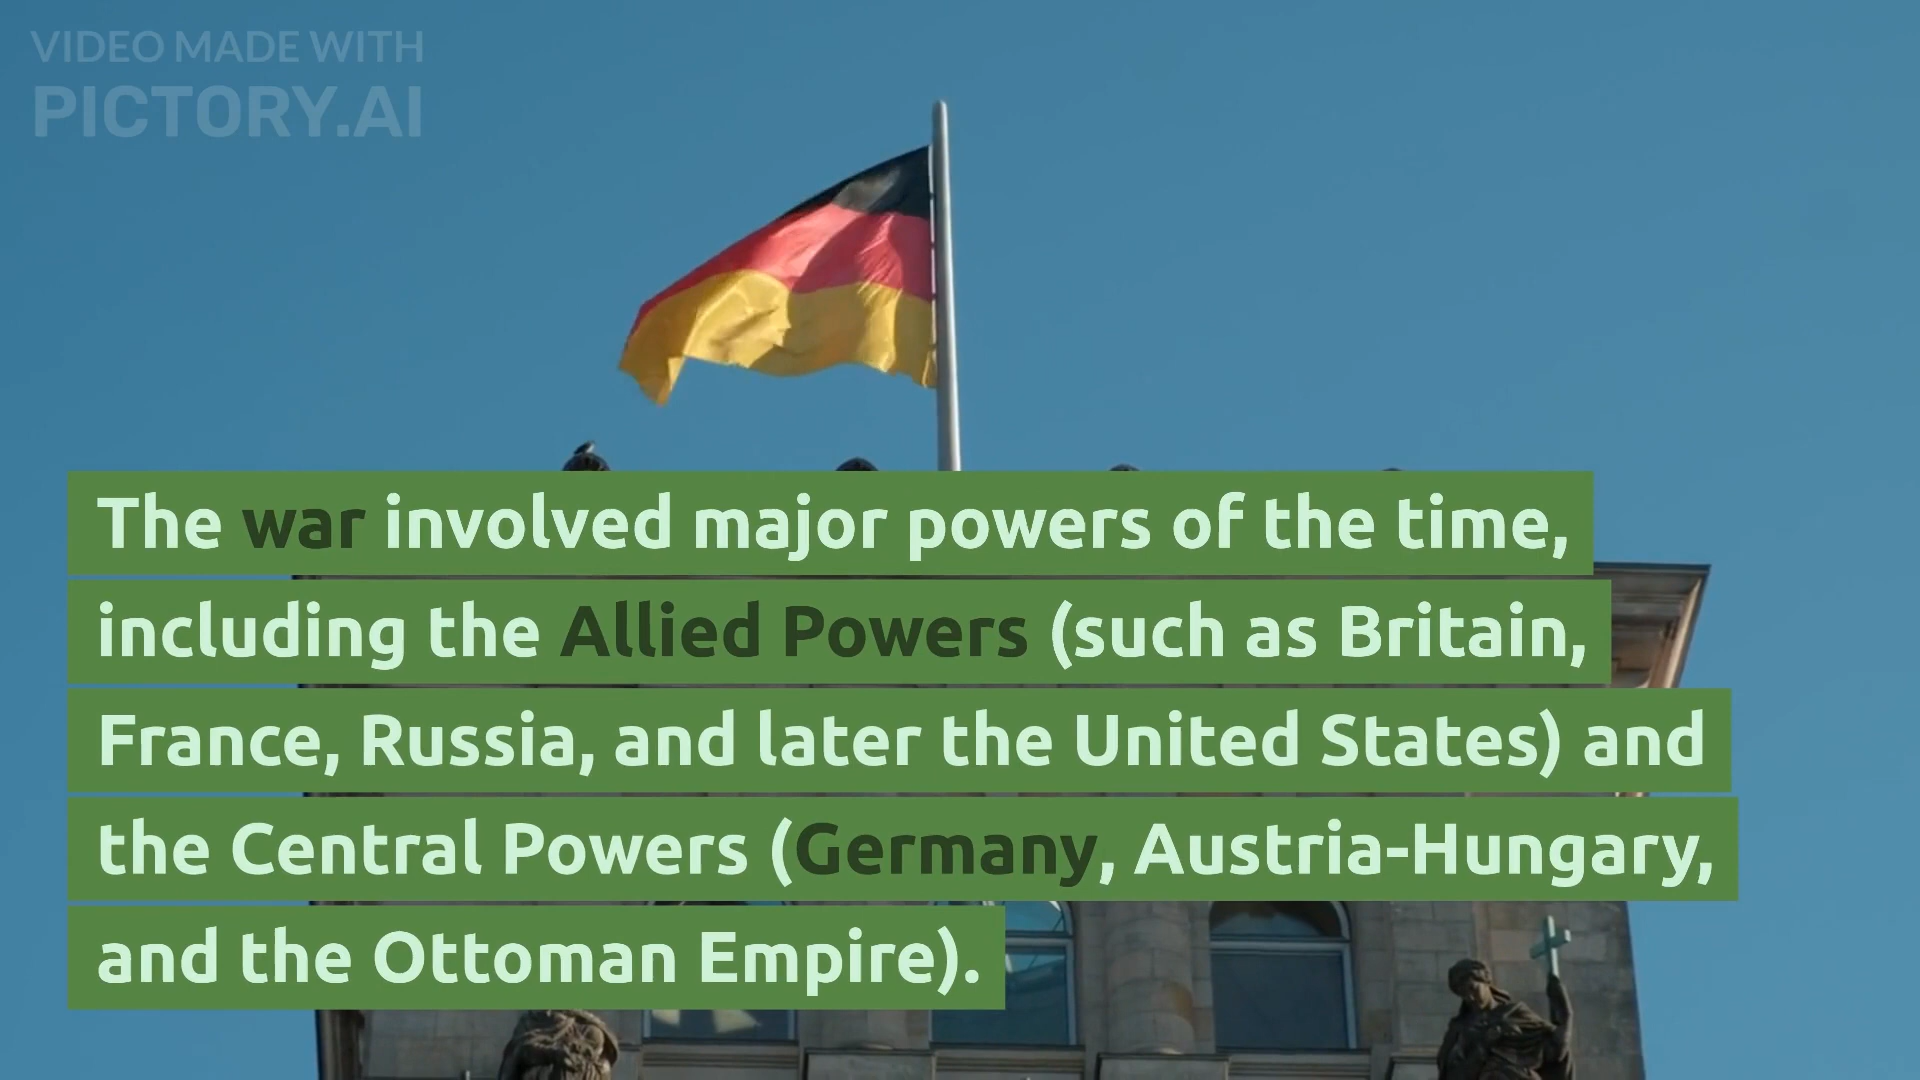 VIDEO MADE WITH
PICTORY.AI
The war involved major powers of the time,
including the Allied Powers (such as Britain,
France, Russia, and later the United States) and
the Central Powers (Germany, Austria-Hungary,
and the Ottoman Empire).